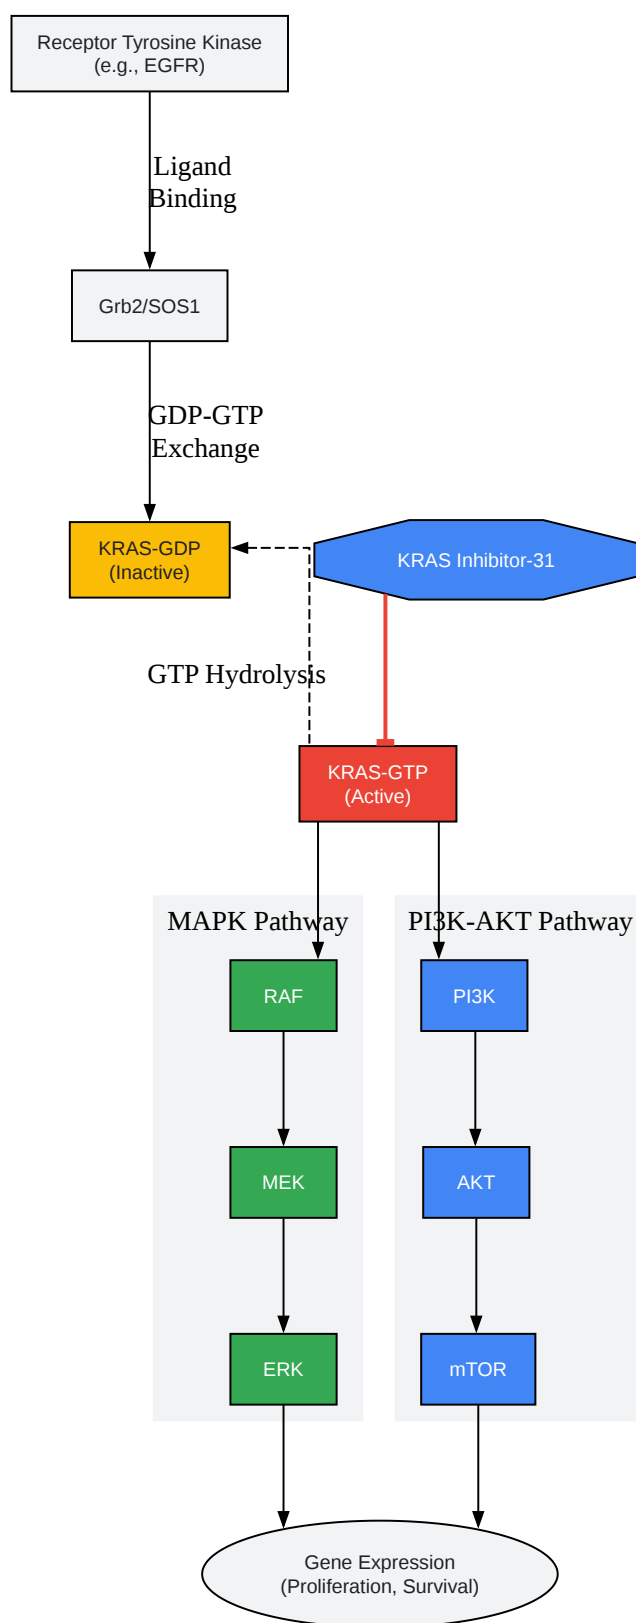 Receptor Tyrosine Kinase
(e.g., EGFR)
Ligand
Binding
Grb2/SOS1
GDP-GTP
Exchange
KRAS-GDP
(Inactive)
KRAS Inhibitor-31
GTP Hydrolysis
KRAS-GTP
(Active)
MAPK Pathway
PI3K-AKT Pathway
RAF
PI3K
MEK
AKT
ERK
mTOR
Gene Expression
(Proliferation, Survival)